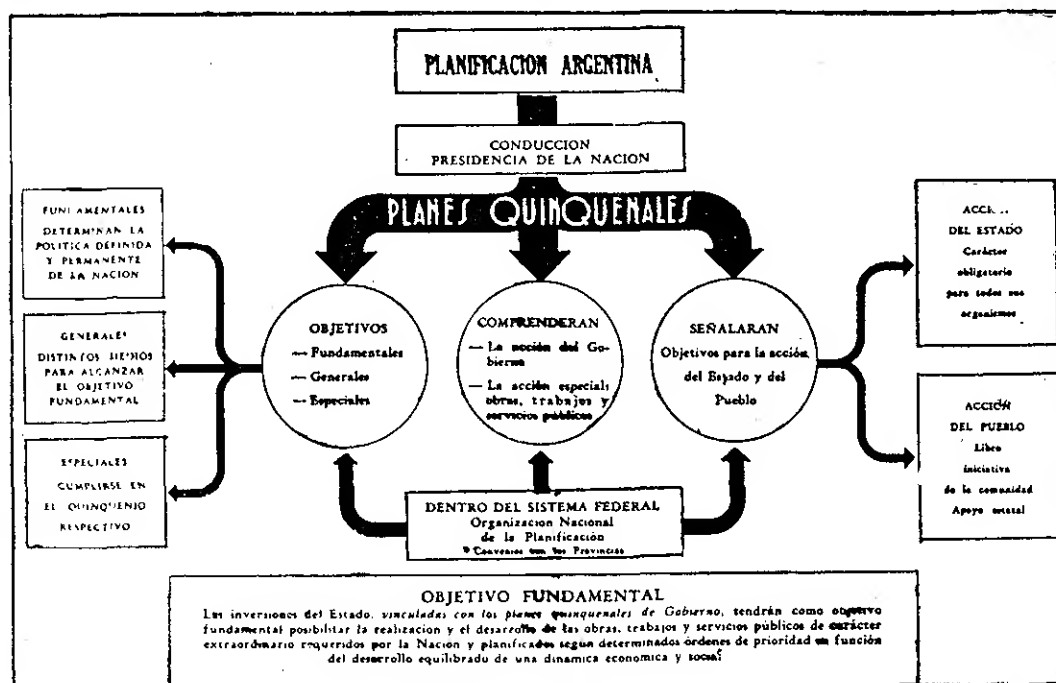 PLANIFICACION ARGENTINA
CONDUCCION
PRESIDENCIA DE LA NACION
PLANES QUINQUENALES
FUNDAMENTALES
DETERMINAN LA
POLITICA DEFINIDA
Y PERMANENTE
DE LA NACION
GENERALES
DISTINTOS MEDIOS
PARA ALCANZAR
EL OBJETIVO
FUNDAMENTAL
ESPECIALES
CUMPLIRSE EN
EL QUINQUENIO
RESPECTIVO
OBJETIVOS
— Fundamentales
— Generales
— Especiales
COMPRENDERAN
— La acción del Go-
bierno
— La acción especial:
obras, trabajos y
servicios públicos
SEÑALARAN
Objetivos para la acción
del Estado y del
Pueblo
ACCION
DEL ESTADO
Carácter
obligatorio
para todos sus
organismos
ACCION
DEL PUEBLO
Libre
iniciativa
de la comunidad
Apoyo estatal
DENTRO DEL SISTEMA FEDERAL
Organizacion Nacional
de la Planificación
Convenios con las Provincias
OBJETIVO FUNDAMENTAL
Las inversiones del Estado, vinculadas con los planes quinquenales de Gobierno, tendrán como objetivo
fundamental posibilitar la realizacion y el desarrollo de las obras, trabajos y servicios públicos de carácter
extraordinario requeridos por la Nación y planificados según determinados órdenes de prioridad en función
del desarrollo equilibrado de una dinamica economica y social